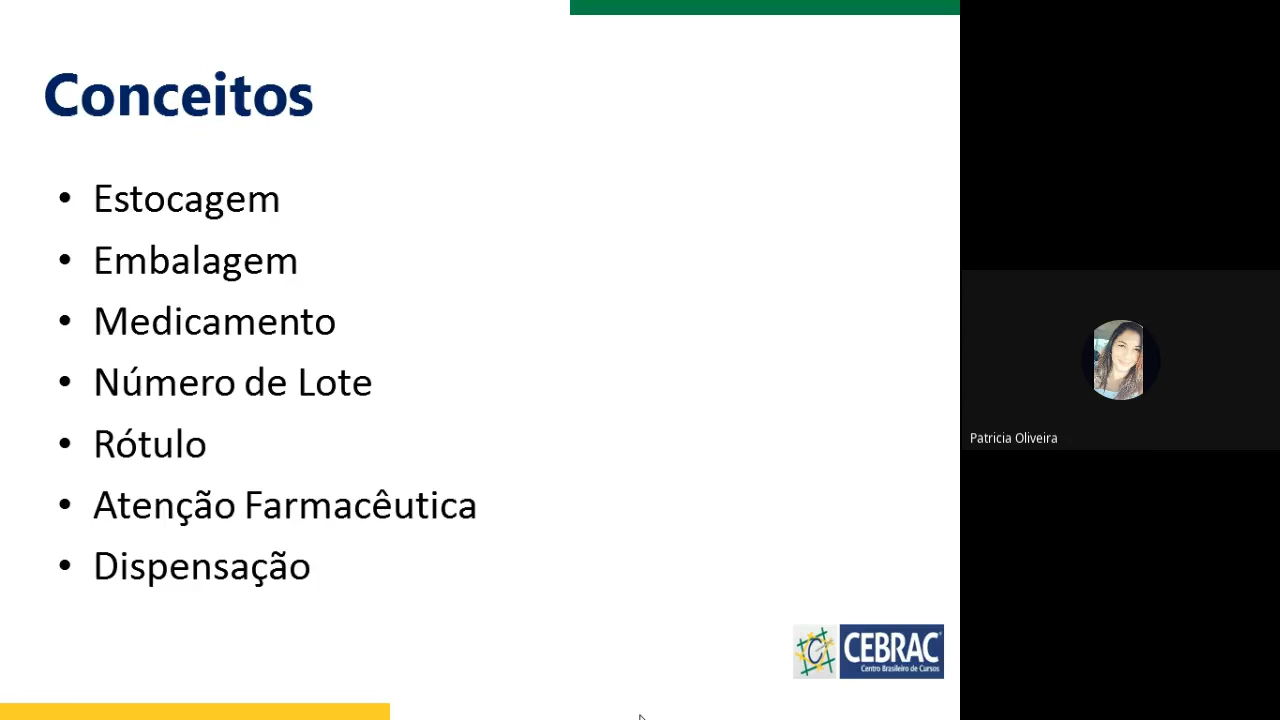 Conceitos
• Estocagem
• Embalagem
• Medicamento
• Número de Lote
• Rótulo
• Atenção Farmacêutica
• Dispensação
Patricia Oliveira
CEBRAC
Centro Brasileiro de Cursos